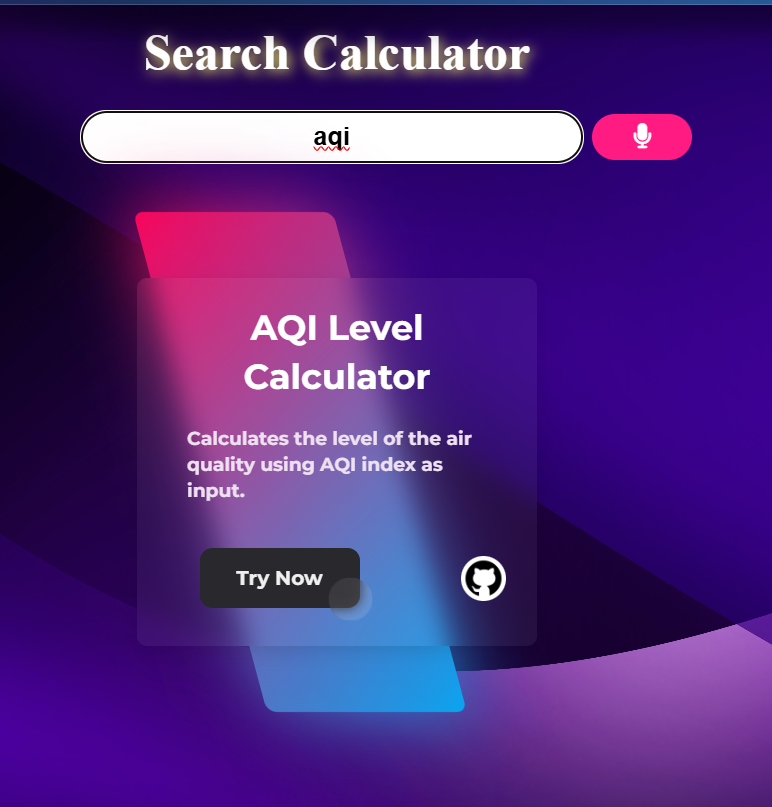 Search Calculator
aqi
AQI Level
Calculator
Calculates the level of the air
quality using AQI index as
input.
Try Now